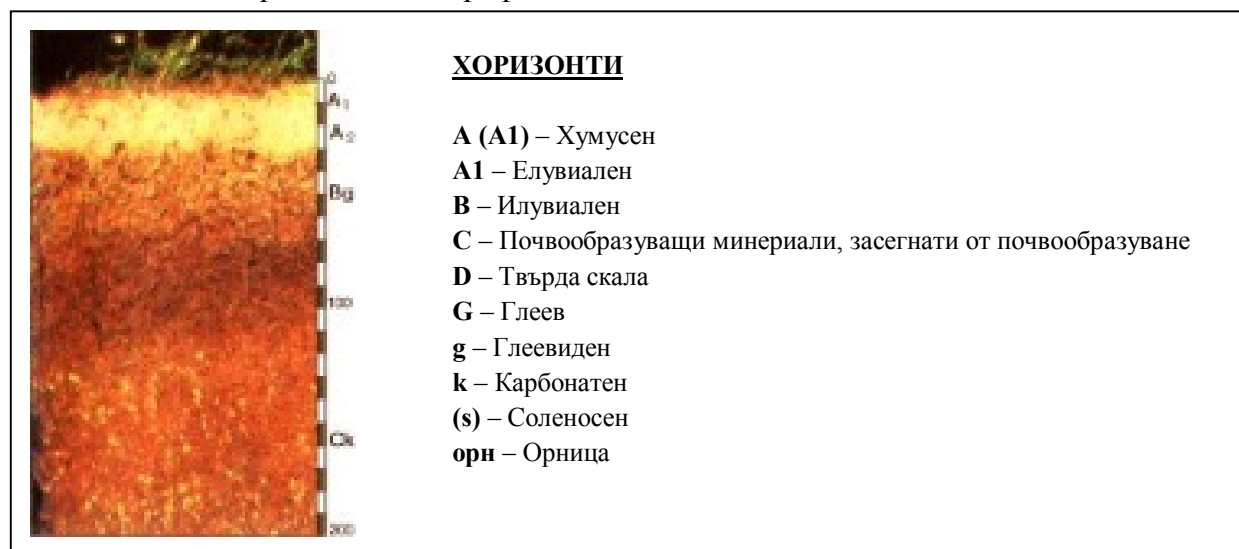 0
A1
A2
Bg
100
Ck
200
ХОРИЗОНТИ
A (A1) – Хумусен
A1 – Елувиален
B – Илувиален
C – Почвообразуващи минериали, засегнати от почвообразуване
D – Твърда скала
G – Глеев
g – Глеевиден
k – Карбонатен
(s) – Соленосен
орн – Орница